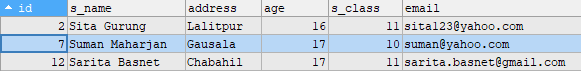 id s_name address age s_class email
2 Sita Gurung Lalitpur 16 11 sita123@yahoo.com
7 Suman Maharjan Gausala 17 10 suman@yahoo.com
12 Sarita Basnet Chabahil 17 11 sarita.basnet@gmail.com